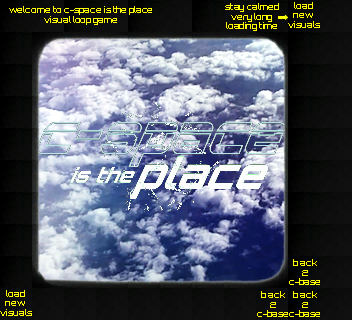 welcome to c-space is the place
visual loop game
stay calmed
very long
loading time
load
new
visuals
c-space
is the place
load
new
visuals
back
2
c-base
back
2
c-base
back
2
c-base